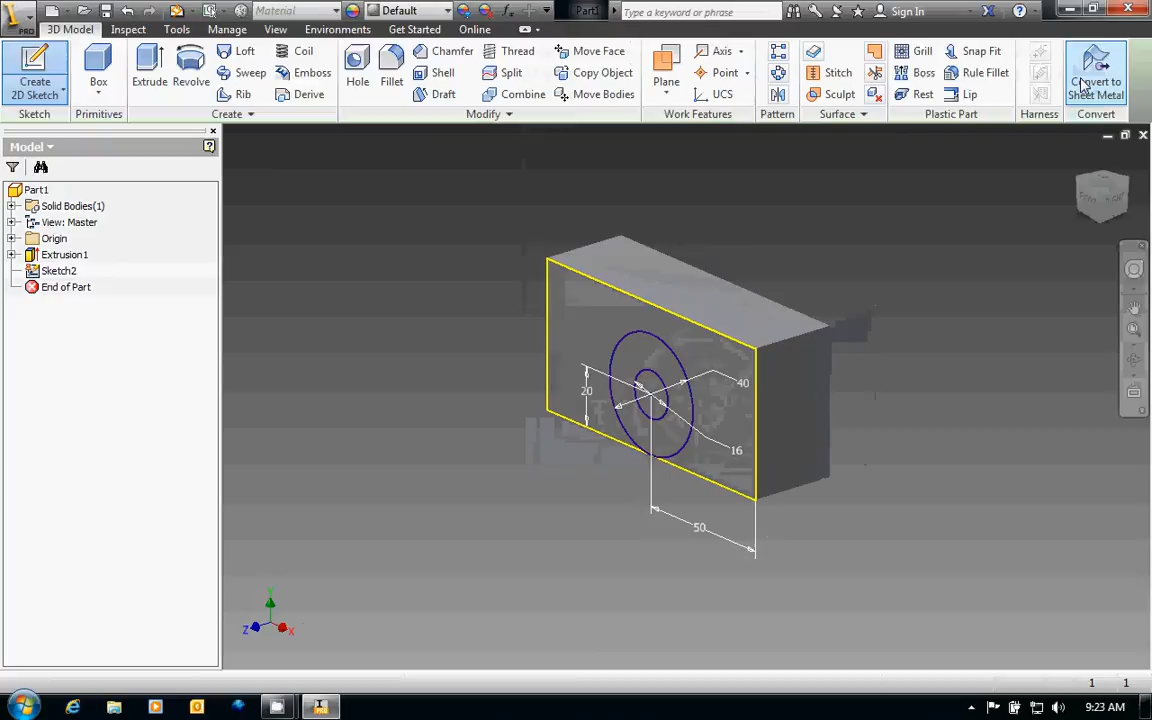 PRO
Material
Default
fx
Part1
Type a keyword or phrase
Sign In
3D Model
Inspect
Tools
Manage
View
Environments
Get Started
Online
Create
2D Sketch
Box
Extrude
Revolve
Loft
Sweep
Rib
Coil
Emboss
Derive
Hole
Fillet
Chamfer
Shell
Draft
Thread
Split
Combine
Move Face
Copy Object
Move Bodies
Plane
Axis
Point
UCS
Stitch
Sculpt
Grill
Boss
Rest
Snap Fit
Rule Fillet
Lip
Convert to
Sheet Metal
Sketch
Primitives
Create
Modify
Work Features
Pattern
Surface
Plastic Part
Harness
Convert
Model
Part1
Solid Bodies(1)
View: Master
Origin
Extrusion1
Sketch2
End of Part
20
40
16
50
Y
Z
X
1
1
9:23 AM